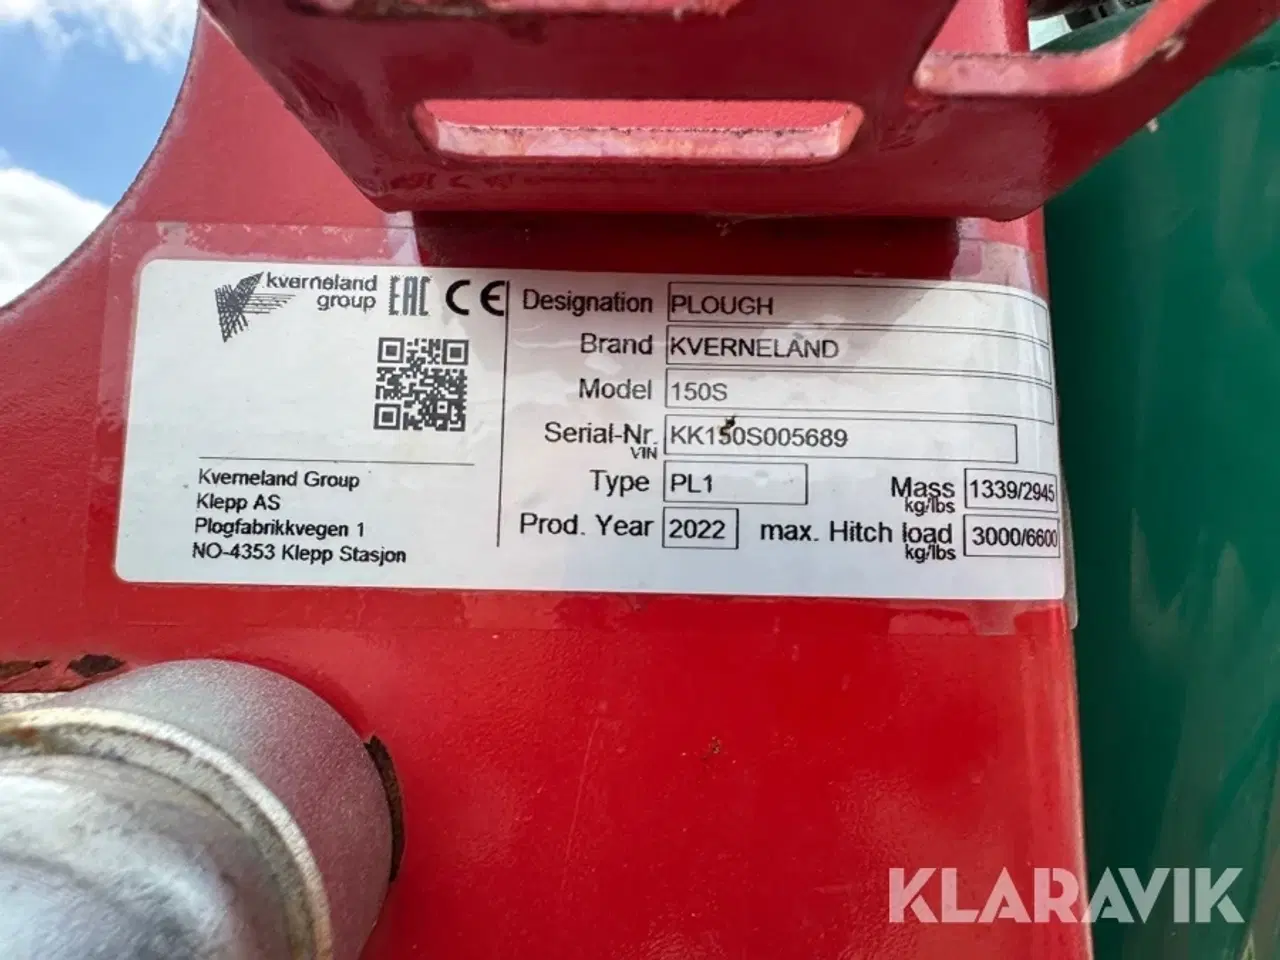 kverneland
group
EAC CE
Kverneland Group
Klepp AS
Plogfabrikkvegen 1
NO-4353 Klepp Stasjon
Designation PLOUGH
Brand KVERNELAND
Model 150S
Serial-Nr. KK150S005689
VIN
Type PL1
Mass 1339/2945
kg/lbs
Prod. Year 2022
max. Hitch load 3000/6600
kg/lbs
KLARAVIK